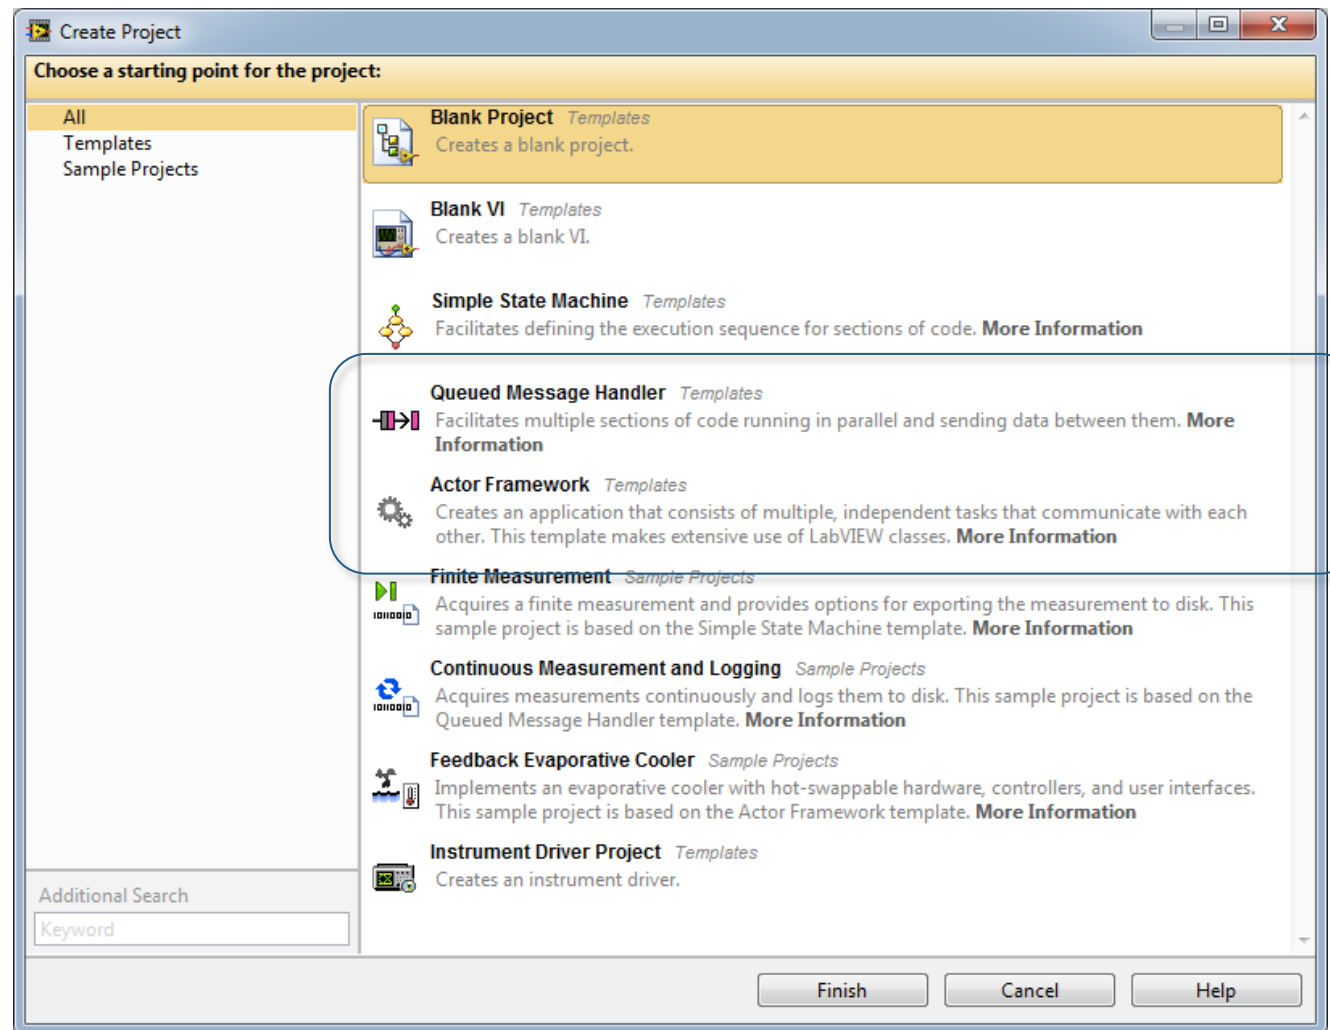 Create Project
Choose a starting point for the project:
All
Templates
Sample Projects
Blank Project Templates
Creates a blank project.
Blank VI Templates
Creates a blank VI.
Simple State Machine Templates
Facilitates defining the execution sequence for sections of code. More Information
Queued Message Handler Templates
Facilitates multiple sections of code running in parallel and sending data between them. More
Information
Actor Framework Templates
Creates an application that consists of multiple, independent tasks that communicate with each
other. This template makes extensive use of LabVIEW classes. More Information
Finite Measurement Sample Projects
Acquires a finite measurement and provides options for exporting the measurement to disk. This
sample project is based on the Simple State Machine template. More Information
Continuous Measurement and Logging Sample Projects
Acquires measurements continuously and logs them to disk. This sample project is based on the
Queued Message Handler template. More Information
Feedback Evaporative Cooler Sample Projects
Implements an evaporative cooler with hot-swappable hardware, controllers, and user interfaces.
This sample project is based on the Actor Framework template. More Information
Instrument Driver Project Templates
Creates an instrument driver.
Additional Search
Keyword
Finish
Cancel
Help